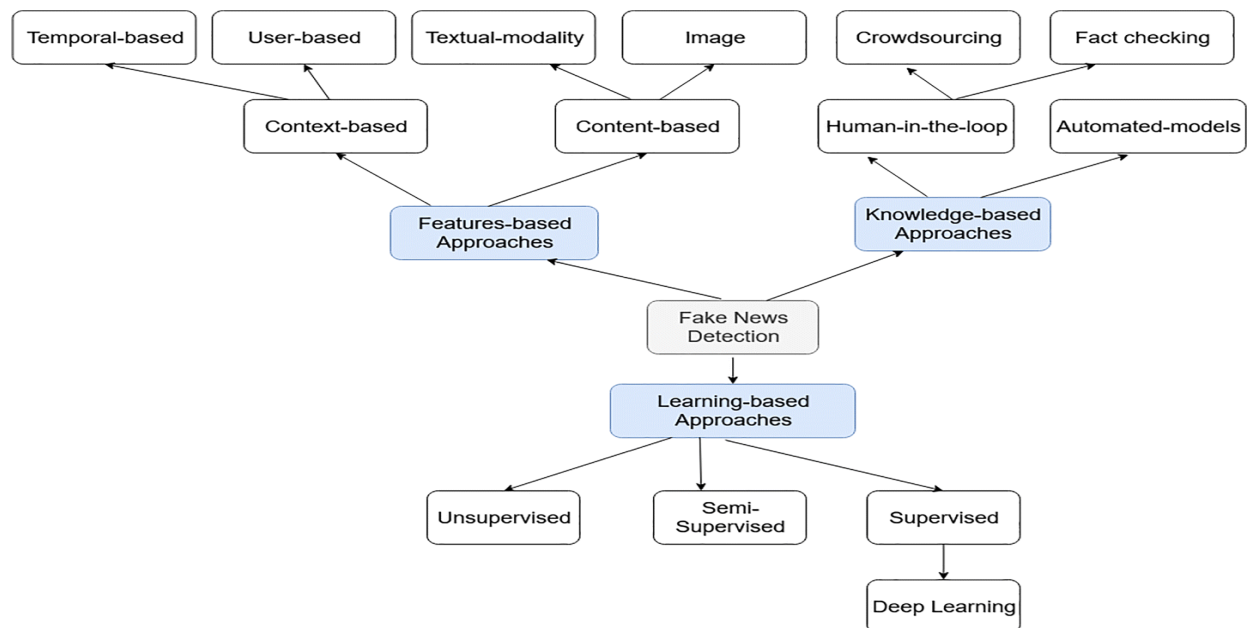 Temporal-based
User-based
Textual-modality
Image
Crowdsourcing
Fact checking
Context-based
Content-based
Human-in-the-loop
Automated-models
Features-based
Approaches
Knowledge-based
Approaches
Fake News
Detection
Learning-based
Approaches
Unsupervised
Semi-
Supervised
Supervised
Deep Learning